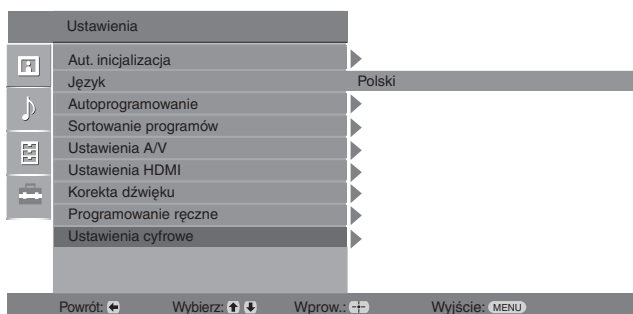 Ustawienia
Aut. inicjalizacja
Język Polski
Autoprogramowanie
Sortowanie programów
Ustawienia A/V
Ustawienia HDMI
Korekta dźwięku
Programowanie ręczne
Ustawienia cyfrowe
Powrót: Wybierz: Wprow.: Wyjście: MENU